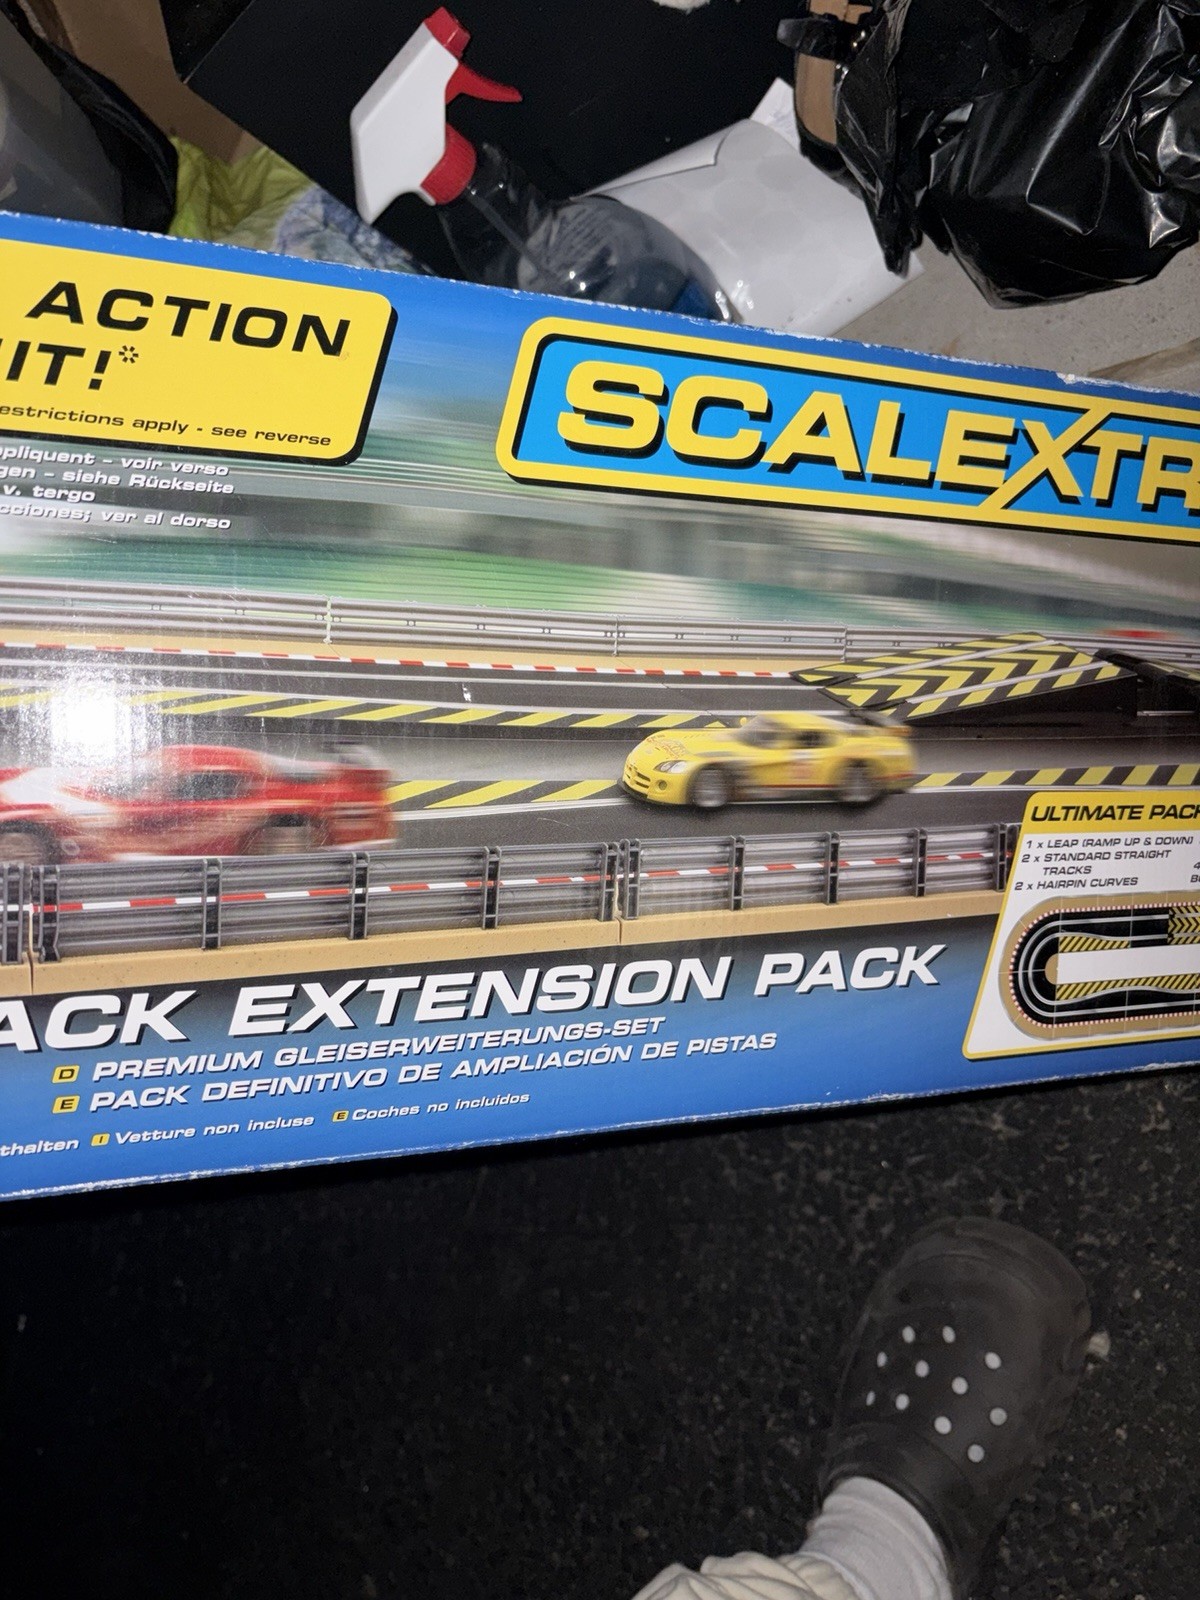 ACTION
IT!*
estrictions apply - see reverse
ppliquent - voir verso
gen - siehe Rückseite
v. tergo
cciones; ver al dorso
SCALEXTR
ULTIMATE PACK
1 x LEAP (RAMP UP & DOWN)
2 x STANDARD STRAIGHT
TRACKS
2 x HAIRPIN CURVES
ACK EXTENSION PACK
D PREMIUM GLEISERWEITERUNGS-SET
E PACK DEFINITIVO DE AMPLIACIÓN DE PISTAS
thalten I Vetture non incluse E Coches no incluidos